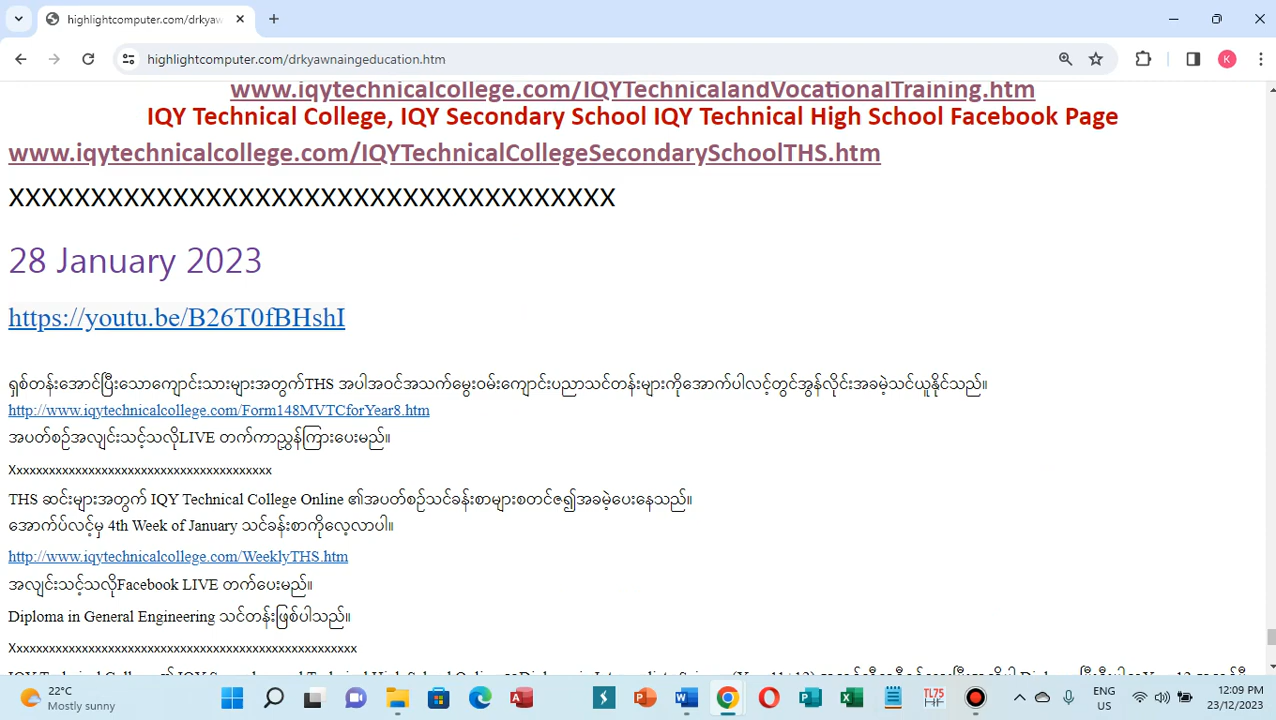 highlightcomputer.com/drkyawn
highlightcomputer.com/drkyawnaingeducation.htm
K
www.iqytechnicalcollege.com/IQYTechnicalandVocationalTraining.htm
IQY Technical College, IQY Secondary School IQY Technical High School Facebook Page
www.iqytechnicalcollege.com/IQYTechnicalCollegeSecondarySchoolTHS.htm
XXXXXXXXXXXXXXXXXXXXXXXXXXXXXXXXXXXXX
28 January 2023
https://youtu.be/B26T0fBHshI
ရှစ်တန်းအောင်ပြီးသောကျောင်းသားများအတွက်THS အပါအဝင်အသက်မွေးဝမ်းကျောင်းပညာသင်တန်းများကိုအောက်ပါလင့်တွင်အွန်လိုင်းအခမဲ့သင်ယူနိုင်သည်။
http://www.iqytechnicalcollege.com/Form148MVTCforYear8.htm
အပတ်စဉ်အလျင်းသင့်သလိုLIVE တက်ကာညွှန်ကြားပေးမည်။
Xxxxxxxxxxxxxxxxxxxxxxxxxxxxxxxxxxxxxxxx
THS ဆင်းများအတွက် IQY Technical College Online ၏အပတ်စဉ်သင်ခန်းစာများစတင်ဇ၍အခမဲ့ပေးနေသည်။
အောက်ပ်လင့်မှ 4th Week of January သင်ခန်းစာကိုလေ့လာပါ။
http://www.iqytechnicalcollege.com/WeeklyTHS.htm
အလျင်းသင့်သလိုFacebook LIVE တက်ပေးမည်။
Diploma in General Engineering သင်တန်းဖြစ်ပါသည်။
Xxxxxxxxxxxxxxxxxxxxxxxxxxxxxxxxxxxxxxxxxxxxxxxxxxxxx
22°C
Mostly sunny
TL75
ENG
US
12:09 PM
23/12/2023